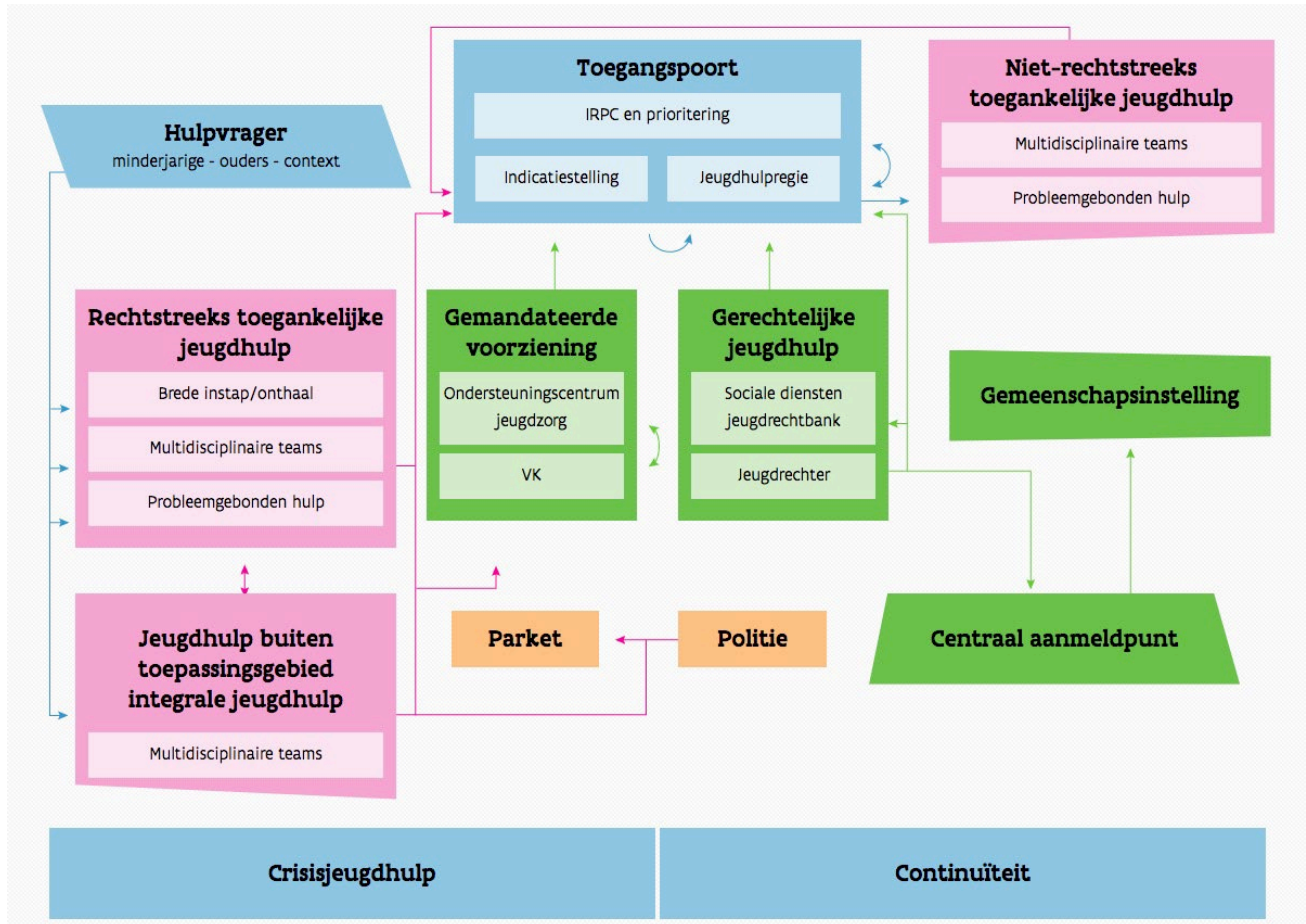 Toegangspoort
IRPC en prioritering
Indicatiestelling
Jeugdhulpregie
Niet-rechtstreeks
toegankelijke jeugdhulp
Multidisciplinaire teams
Probleemgebonden hulp
Hulpvrager
minderjarige - ouders - context
Rechtstreeks toegankelijke
jeugdhulp
Brede instap/onthaal
Multidisciplinaire teams
Probleemgebonden hulp
Gemandateerde
voorziening
Ondersteuningscentrum
jeugdzorg
VK
Gerechtelijke
jeugdhulp
Sociale diensten
jeugdrechtbank
Jeugdrechter
Gemeenschapsinstelling
Jeugdhulp buiten
toepassingsgebied
integrale jeugdhulp
Multidisciplinaire teams
Parket
Politie
Centraal aanmeldpunt
Crisisjeugdhulp
Continuïteit